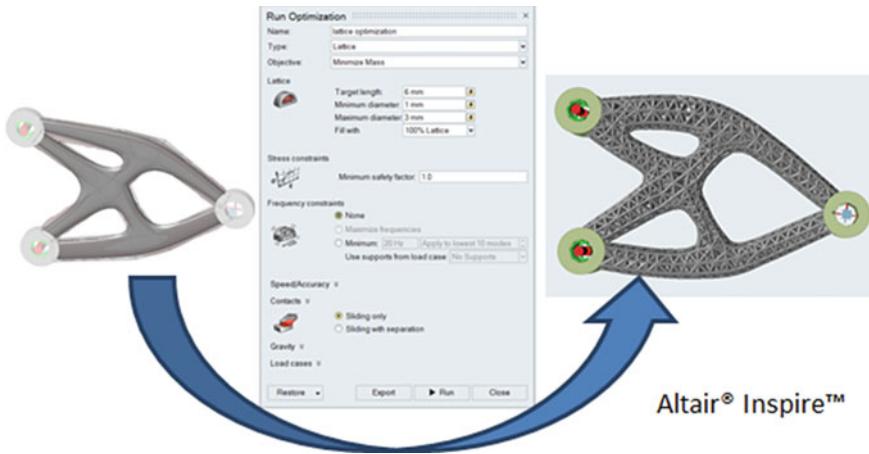 Run Optimization
Name: lattice optimization
Type: Lattice
Objective: Minimize Mass
Lattice
Target length: 6 mm
Minimum diameter: 1 mm
Maximum diameter: 3 mm
Fill with: 100% Lattice
Stress constraints
Minimum safety factor: 1.0
Frequency constraints
None
Maximize frequencies
Minimum: 20 Hz Apply to lowest 10 modes
Use supports from load case: No Supports
Speed/Accuracy
Contacts
Sliding only
Sliding with separation
Gravity
Load cases
Restore Export Run Close
Altair® Inspire™